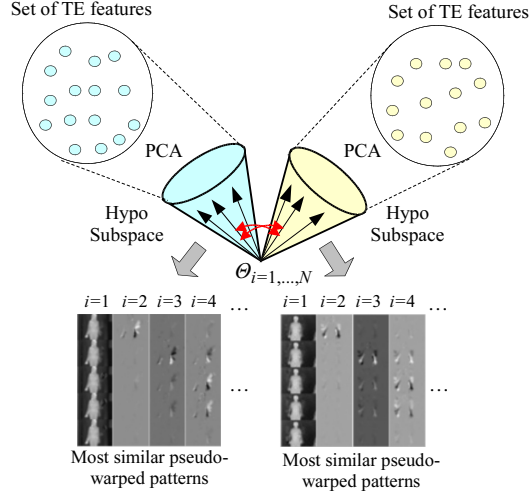 Set of TE features
Set of TE features
PCA
PCA
Hypo
Subspace
Hypo
Subspace
Θi=1,...,N
i=1 i=2 i=3 i=4 ...
i=1 i=2 i=3 i=4 ...
...
...
Most similar pseudo-
warped patterns
Most similar pseudo-
warped patterns